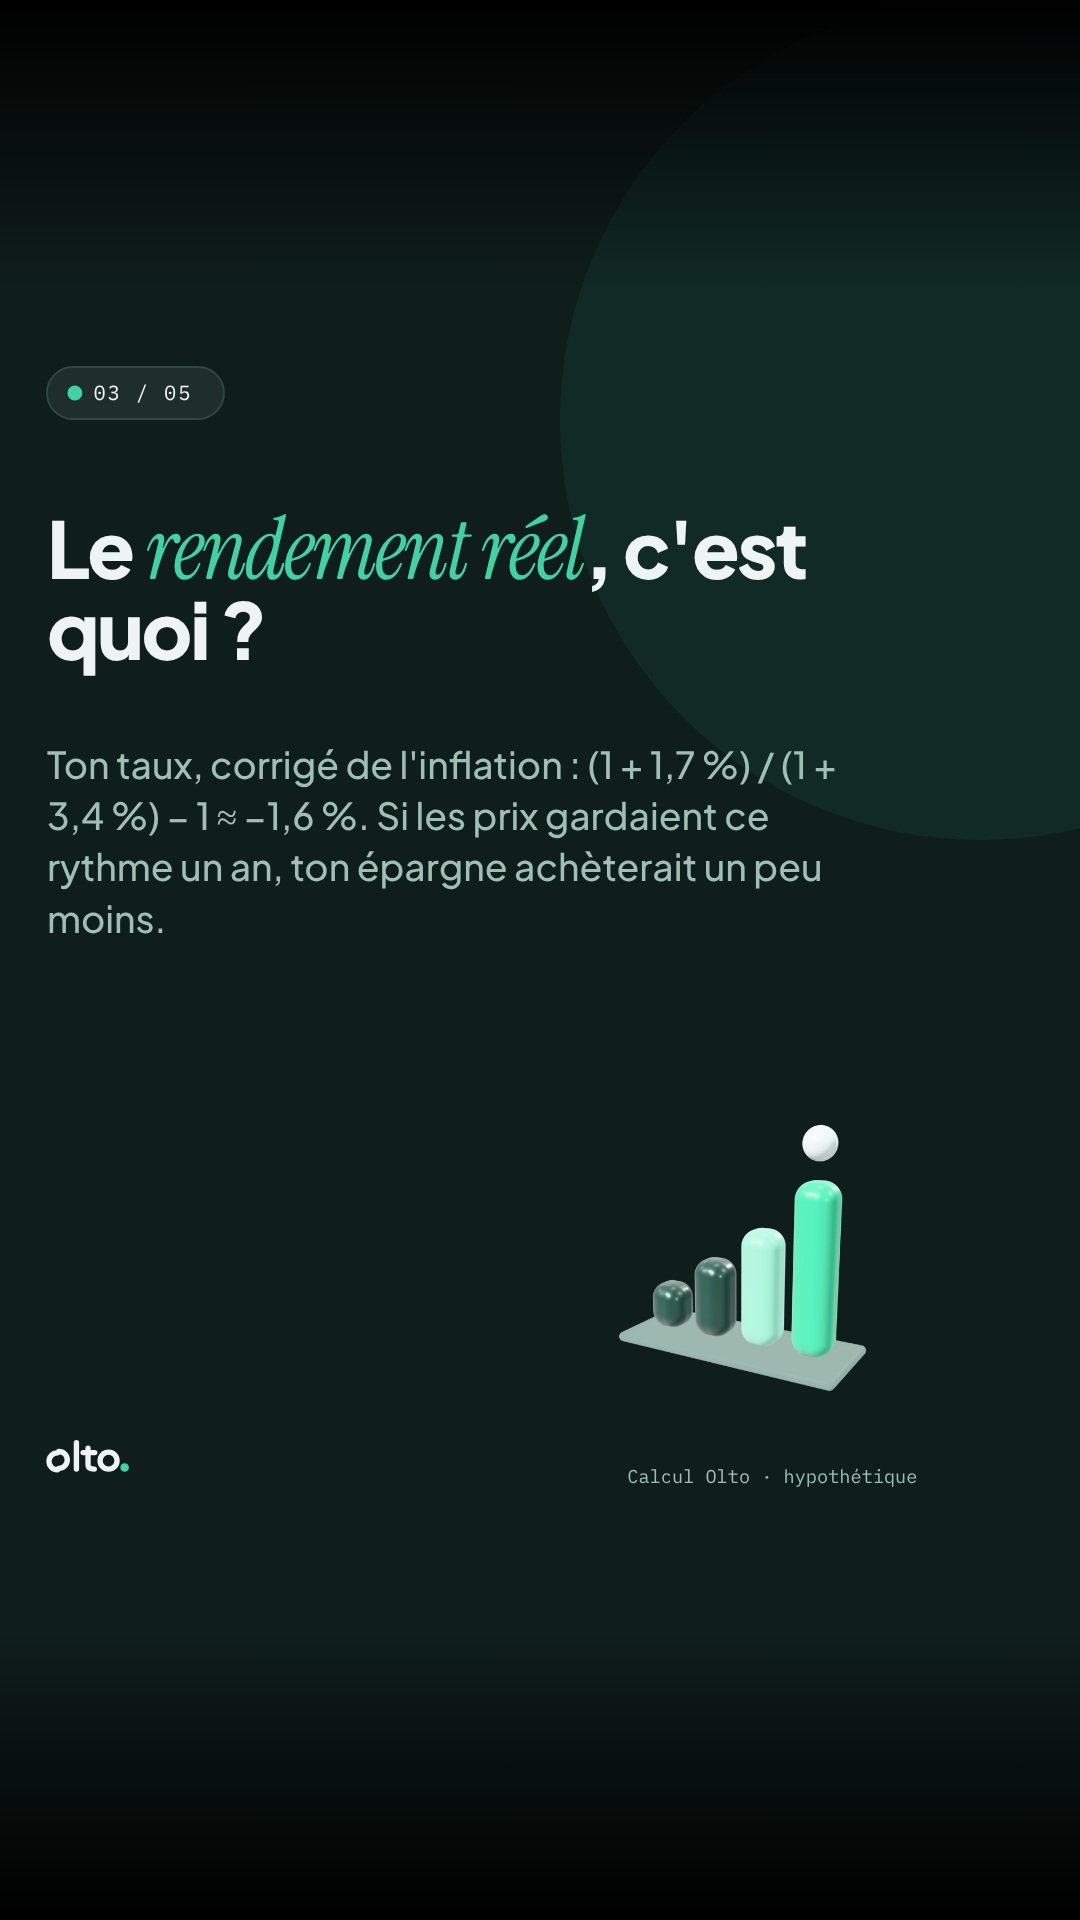 03 / 05
Le rendement réel, c'est
quoi ?
Ton taux, corrigé de l'inflation : (1 + 1,7 %) / (1 +
3,4 %) – 1 ≈ –1,6 %. Si les prix gardaient ce
rythme un an, ton épargne achèterait un peu
moins.
olto.
Calcul Olto · hypothétique